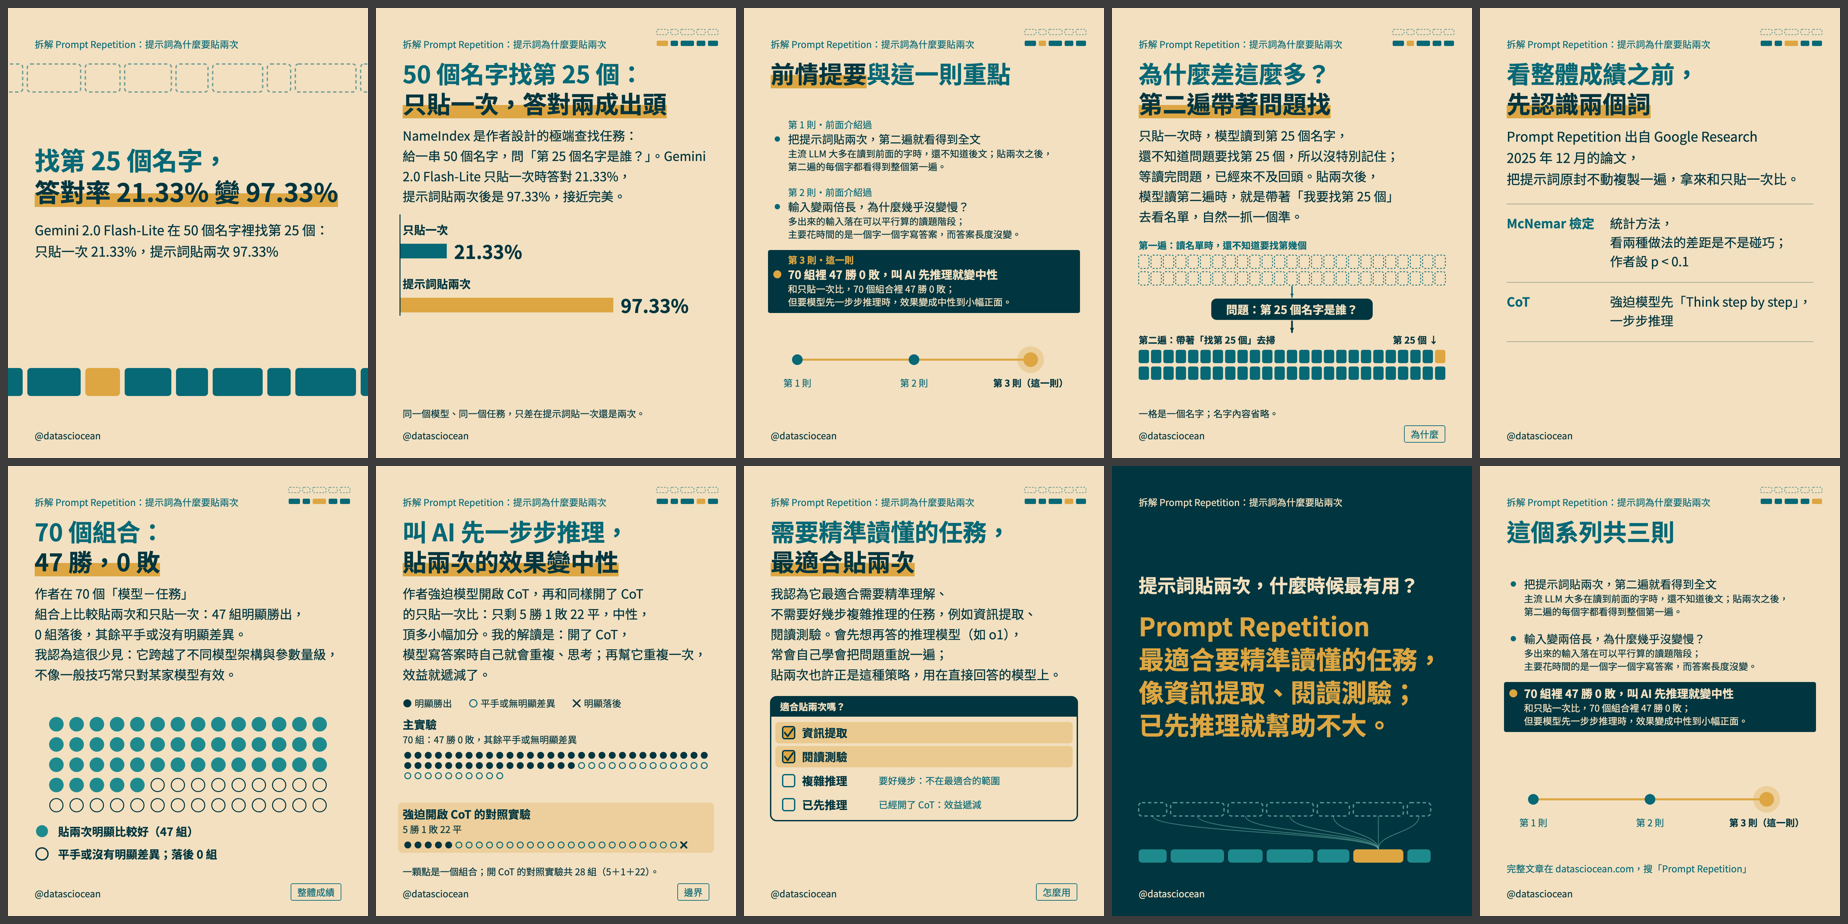 拆解 Prompt Repetition：提示詞為什麼要貼兩次
找第 25 個名字，
答對率 21.33% 變 97.33%
Gemini 2.0 Flash-Lite 在 50 個名字裡找第 25 個：
只貼一次 21.33%，提示詞貼兩次 97.33%
@datasciocean
拆解 Prompt Repetition：提示詞為什麼要貼兩次
50 個名字找第 25 個：
只貼一次，答對兩成出頭
NameIndex 是作者設計的極端查找任務：
給一串 50 個名字，問「第 25 個名字是誰？」。Gemini
2.0 Flash-Lite 只貼一次時答對 21.33%，
提示詞貼兩次後是 97.33%，接近完美。
只貼一次
21.33%
提示詞貼兩次
97.33%
同一個模型、同一個任務，只差在提示詞貼一次還是兩次。
@datasciocean
拆解 Prompt Repetition：提示詞為什麼要貼兩次
前情提要與這一則重點
第 1 則・前面介紹過
把提示詞貼兩次，第二遍就看得到全文
主流 LLM 大多在讀到前面的字時，還不知道後文；貼兩次之後，
第二遍的每個字都看得到整個第一遍。
第 2 則・前面介紹過
輸入變兩倍長，為什麼幾乎沒變慢？
多出來的輸入落在可以平行算的讀題階段；
主要花時間的是一個字一個字寫答案，而答案長度沒變。
第 3 則・這一則
70 組裡 47 勝 0 敗，叫 AI 先推理就變中性
和只貼一次比，70 個組合裡 47 勝 0 敗；
但要模型先一步步推理時，效果變成中性到小幅正面。
第 1 則
第 2 則
第 3 則（這一則）
@datasciocean
拆解 Prompt Repetition：提示詞為什麼要貼兩次
為什麼差這麼多？
第二遍帶著問題找
只貼一次時，模型讀到第 25 個名字，
還不知道問題要找第 25 個，所以沒特別記住；
等讀完問題，已經來不及回頭。貼兩次後，
模型讀第二遍時，就是帶著「我要找第 25 個」
去看名單，自然一抓一個準。
第一遍：讀名單時，還不知道要找第幾個
問題：第 25 個名字是誰？
第二遍：帶著「找第 25 個」去掃
第 25 個 ↓
一格是一個名字；名字內容省略。
@datasciocean
為什麼
拆解 Prompt Repetition：提示詞為什麼要貼兩次
看整體成績之前，
先認識兩個詞
Prompt Repetition 出自 Google Research
2025 年 12 月的論文，
把提示詞原封不動複製一遍，拿來和只貼一次比。
McNemar 檢定
統計方法，
看兩種做法的差距是不是碰巧；
作者設 p < 0.1
CoT
強迫模型先「Think step by step」，
一步步推理
@datasciocean
拆解 Prompt Repetition：提示詞為什麼要貼兩次
70 個組合：
47 勝，0 敗
作者在 70 個「模型－任務」
組合上比較貼兩次和只貼一次：47 組明顯勝出，
0 組落後，其餘平手或沒有明顯差異。
我認為這很少見：它跨越了不同模型架構與參數量級，
不像一般技巧常只對某家模型有效。
貼兩次明顯比較好（47 組）
平手或沒有明顯差異；落後 0 組
@datasciocean
整體成績
拆解 Prompt Repetition：提示詞為什麼要貼兩次
叫 AI 先一步步推理，
貼兩次的效果變中性
作者強迫模型開啟 CoT，再和同樣開了 CoT
的只貼一次比：只剩 5 勝 1 敗 22 平，中性，
頂多小幅加分。我的解讀是：開了 CoT，
模型寫答案時自己就會重複、思考；再幫它重複一次，
效益就遞減了。
明顯勝出
平手或無明顯差異
明顯落後
主實驗
70 組：47 勝 0 敗，其餘平手或無明顯差異
強迫開啟 CoT 的對照實驗
5 勝 1 敗 22 平
一顆點是一個組合；開 CoT 的對照實驗共 28 組（5＋1＋22）。
@datasciocean
邊界
拆解 Prompt Repetition：提示詞為什麼要貼兩次
需要精準讀懂的任務，
最適合貼兩次
我認為它最適合需要精準理解、
不需要好幾步複雜推理的任務，例如資訊提取、
閱讀測驗。會先想再答的推理模型（如 o1），
常會自己學會把問題重說一遍；
貼兩次也許正是這種策略，用在直接回答的模型上。
適合貼兩次嗎？
資訊提取
閱讀測驗
複雜推理
要好幾步：不在最適合的範圍
已先推理
已經開了 CoT：效益遞減
@datasciocean
怎麼用
拆解 Prompt Repetition：提示詞為什麼要貼兩次
提示詞貼兩次，什麼時候最有用？
Prompt Repetition
最適合要精準讀懂的任務，
像資訊提取、閱讀測驗；
已先推理就幫助不大。
@datasciocean
拆解 Prompt Repetition：提示詞為什麼要貼兩次
這個系列共三則
把提示詞貼兩次，第二遍就看得到全文
主流 LLM 大多在讀到前面的字時，還不知道後文；貼兩次之後，
第二遍的每個字都看得到整個第一遍。
輸入變兩倍長，為什麼幾乎沒變慢？
多出來的輸入落在可以平行算的讀題階段；
主要花時間的是一個字一個字寫答案，而答案長度沒變。
70 組裡 47 勝 0 敗，叫 AI 先推理就變中性
和只貼一次比，70 個組合裡 47 勝 0 敗；
但要模型先一步步推理時，效果變成中性到小幅正面。
第 1 則
第 2 則
第 3 則（這一則）
完整文章在 datasciocean.com，搜「Prompt Repetition」
@datasciocean